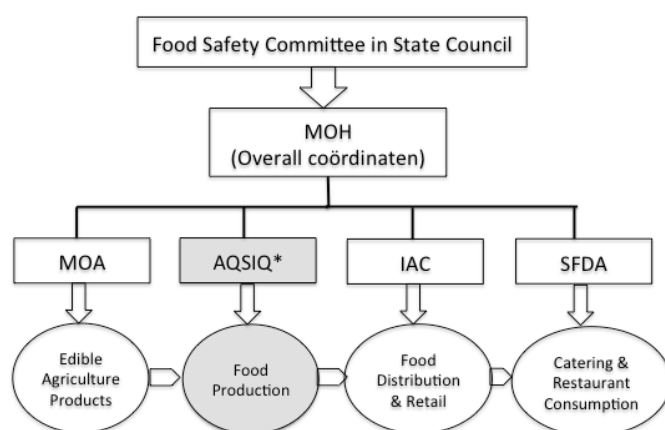 Food Safety Committee in State Council
MOH
(Overall coördinaten)
MOA
AQSIQ*
IAC
SFDA
Edible
Agriculture
Products
Food
Production
Food
Distribution
& Retail
Catering &
Restaurant
Consumption